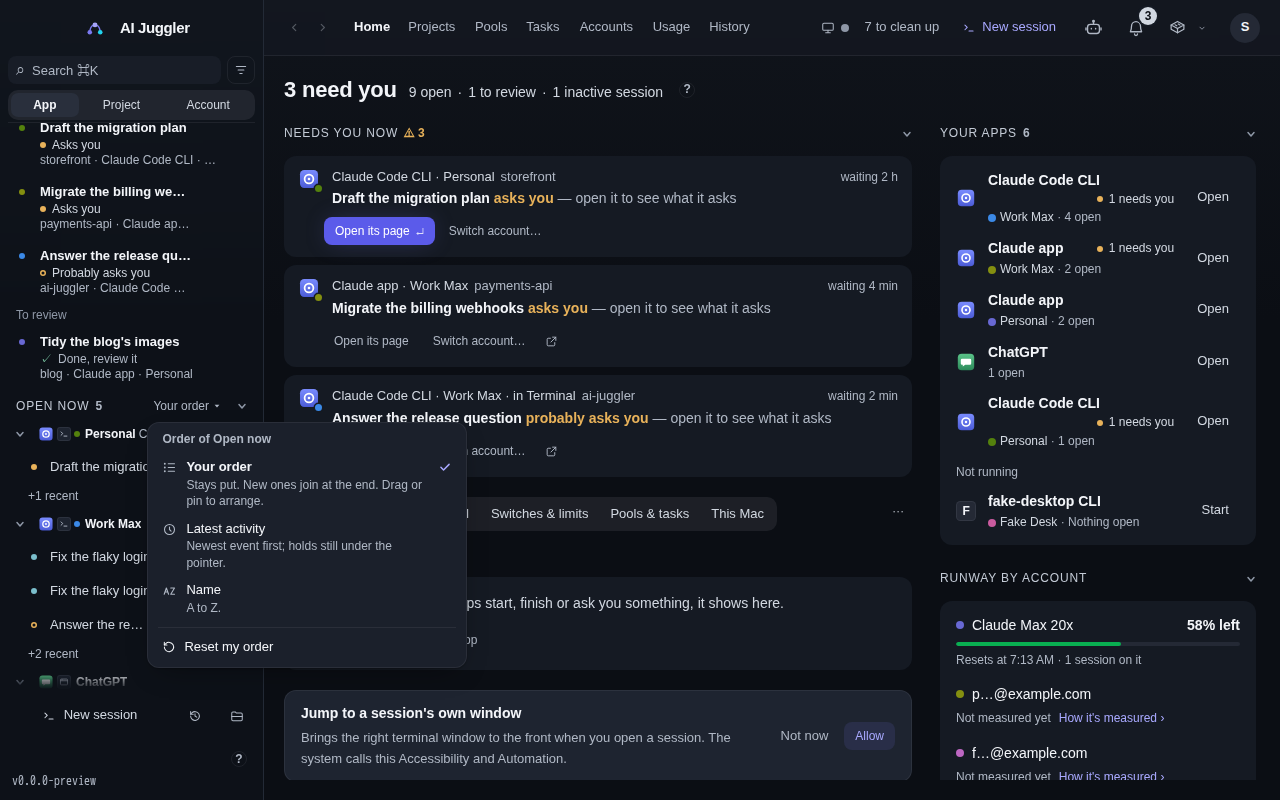 AI Juggler
Search ⌘K
App
Project
Account
Draft the migration plan
Asks you
storefront · Claude Code CLI · …
Migrate the billing we…
Asks you
payments-api · Claude ap…
Answer the release qu…
Probably asks you
ai-juggler · Claude Code …
To review
Tidy the blog's images
Done, review it
blog · Claude app · Personal
OPEN NOW 5
Your order
Personal
Draft the migratio
+1 recent
Work Max
Fix the flaky login
Fix the flaky login
Answer the re…
+2 recent
ChatGPT
New session
?
v0.0.0-preview
Home
Projects
Pools
Tasks
Accounts
Usage
History
7 to clean up
New session
3
S
3 need you
9 open · 1 to review · 1 inactive session
?
NEEDS YOU NOW 3
Claude Code CLI · Personal storefront
waiting 2 h
Draft the migration plan asks you — open it to see what it asks
Open its page
Switch account…
Claude app · Work Max payments-api
waiting 4 min
Migrate the billing webhooks asks you — open it to see what it asks
Open its page
Switch account…
Claude Code CLI · Work Max · in Terminal ai-juggler
waiting 2 min
Answer the release question probably asks you — open it to see what it asks
account…
Switches & limits
Pools & tasks
This Mac
…
ps start, finish or ask you something, it shows here.
pp
Order of Open now
Your order
Stays put. New ones join at the end. Drag or
pin to arrange.
Latest activity
Newest event first; holds still under the
pointer.
AZ
Name
A to Z.
Reset my order
Jump to a session's own window
Brings the right terminal window to the front when you open a session. The
system calls this Accessibility and Automation.
Not now
Allow
YOUR APPS 6
Claude Code CLI
1 needs you
Work Max · 4 open
Open
Claude app
1 needs you
Work Max · 2 open
Open
Claude app
Personal · 2 open
Open
ChatGPT
1 open
Open
Claude Code CLI
1 needs you
Personal · 1 open
Open
Not running
F
fake-desktop CLI
Fake Desk · Nothing open
Start
RUNWAY BY ACCOUNT
Claude Max 20x
58% left
Resets at 7:13 AM · 1 session on it
p…@example.com
Not measured yet How it's measured ›
f…@example.com
Not measured yet How it's measured ›